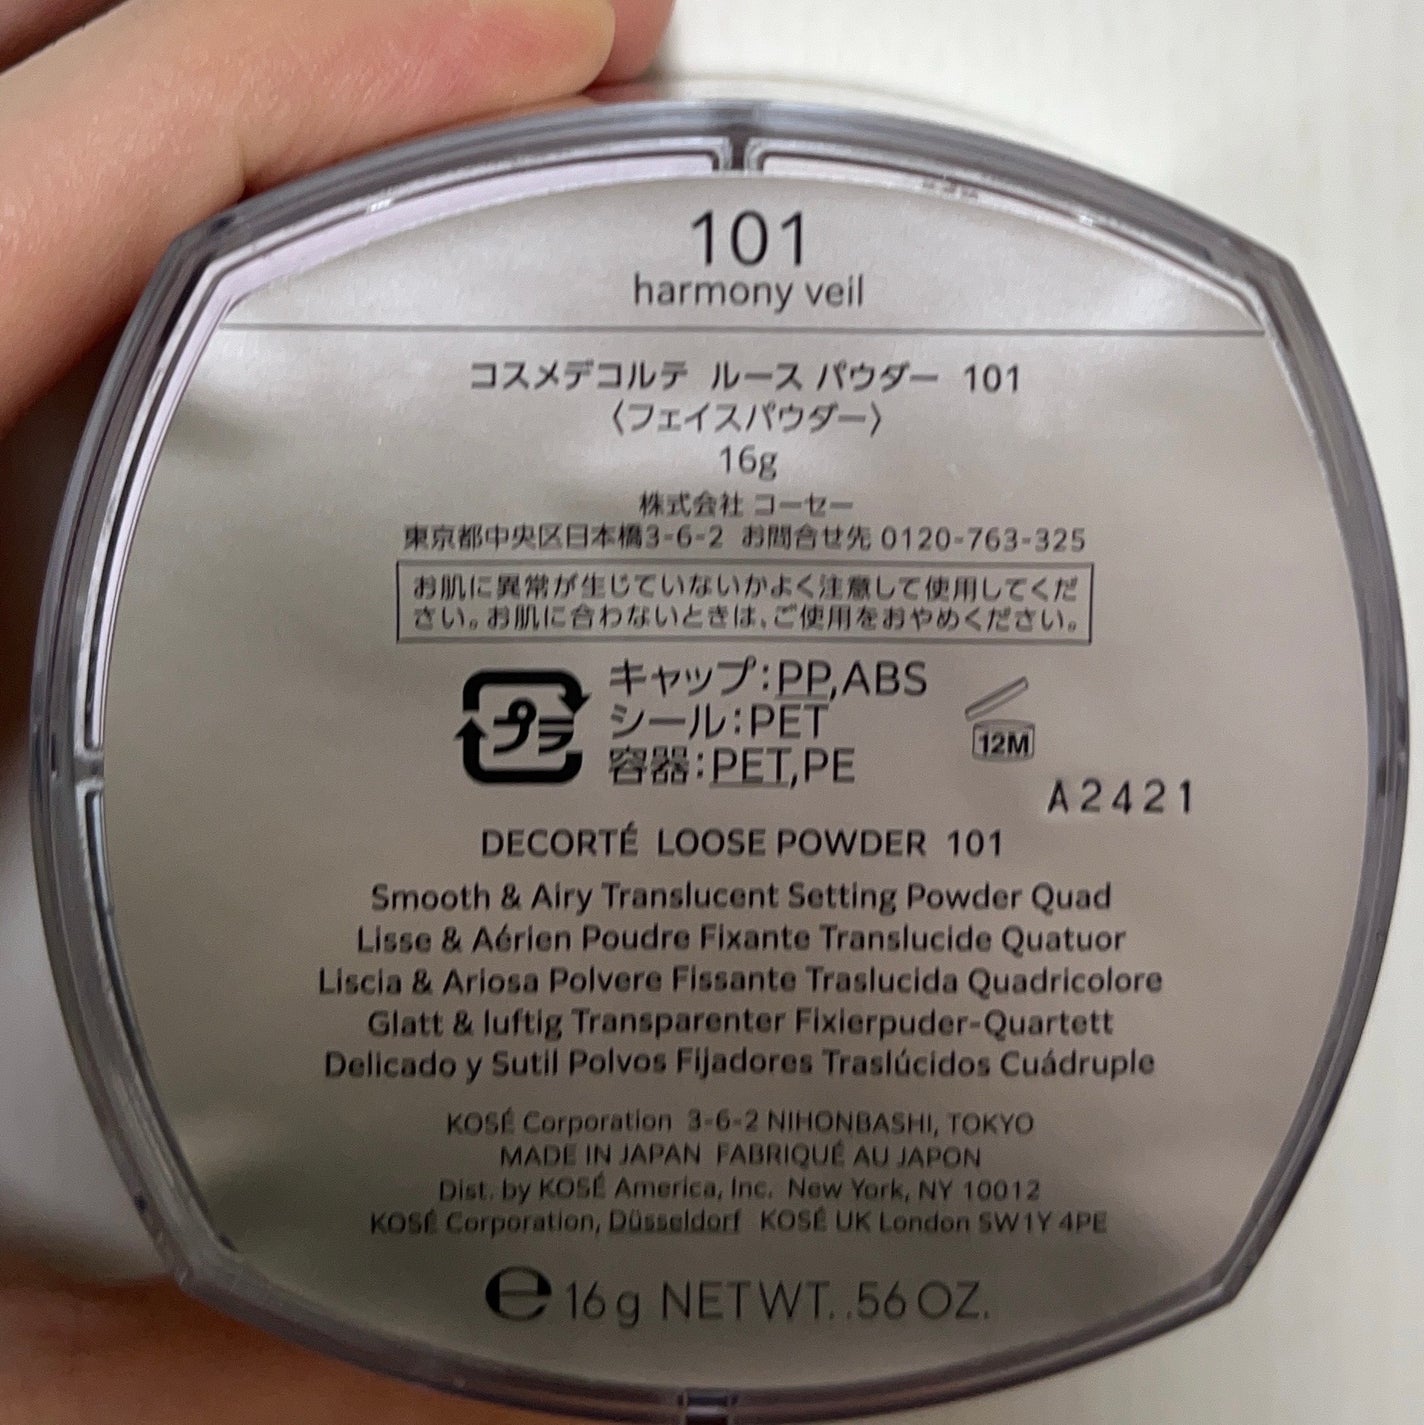 101
harmony veil
コスメデコルテ ルース パウダー 101
〈フェイスパウダー〉
16g
株式会社 コーセー
東京都中央区日本橋3-6-2 お問合せ先 0120-763-325
お肌に異常が生じていないかよく注意して使用してくだ
さい。お肌に合わないときは、ご使用をおやめください。
プラ
キャップ:PP,ABS
シール:PET
容器:PET,PE
12M
A2421
DECORTÉ LOOSE POWDER 101
Smooth & Airy Translucent Setting Powder Quad
Lisse & Aérien Poudre Fixante Translucide Quatuor
Liscia & Ariosa Polvere Fissante Traslucida Quadricolore
Glatt & luftig Transparenter Fixierpuder-Quartett
Delicado y Sutil Polvos Fijadores Traslúcidos Cuádruple
KOSÉ Corporation 3-6-2 NIHONBASHI, TOKYO
MADE IN JAPAN FABRIQUÉ AU JAPON
Dist. by KOSÉ America, Inc. New York, NY 10012
KOSÉ Corporation, Düsseldorf KOSÉ UK London SW1Y 4PE
℮ 16g NET WT. .56 OZ.